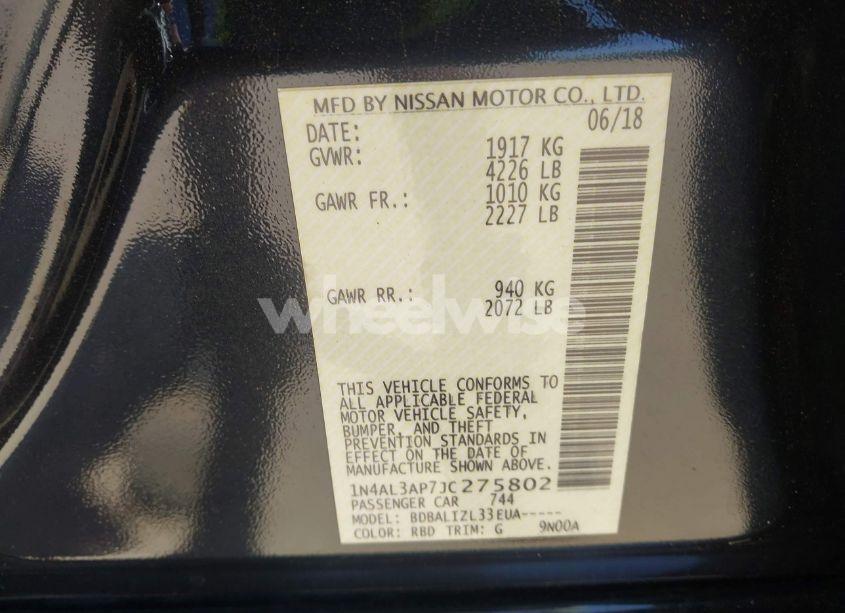 MFD BY NISSAN MOTOR CO., LTD.
DATE: 06/18
GVWR: 1917 KG
4226 LB
GAWR FR.: 1010 KG
2227 LB
GAWR RR.: 940 KG
2072 LB
wheelwise
THIS VEHICLE CONFORMS TO
ALL APPLICABLE FEDERAL
MOTOR VEHICLE SAFETY,
BUMPER, AND THEFT
PREVENTION STANDARDS IN
EFFECT ON THE DATE OF
MANUFACTURE SHOWN ABOVE.
1N4AL3AP7JC275802
PASSENGER CAR 744
MODEL: BDBALIZL33EUA-----
COLOR: RBD TRIM: G 9N00A